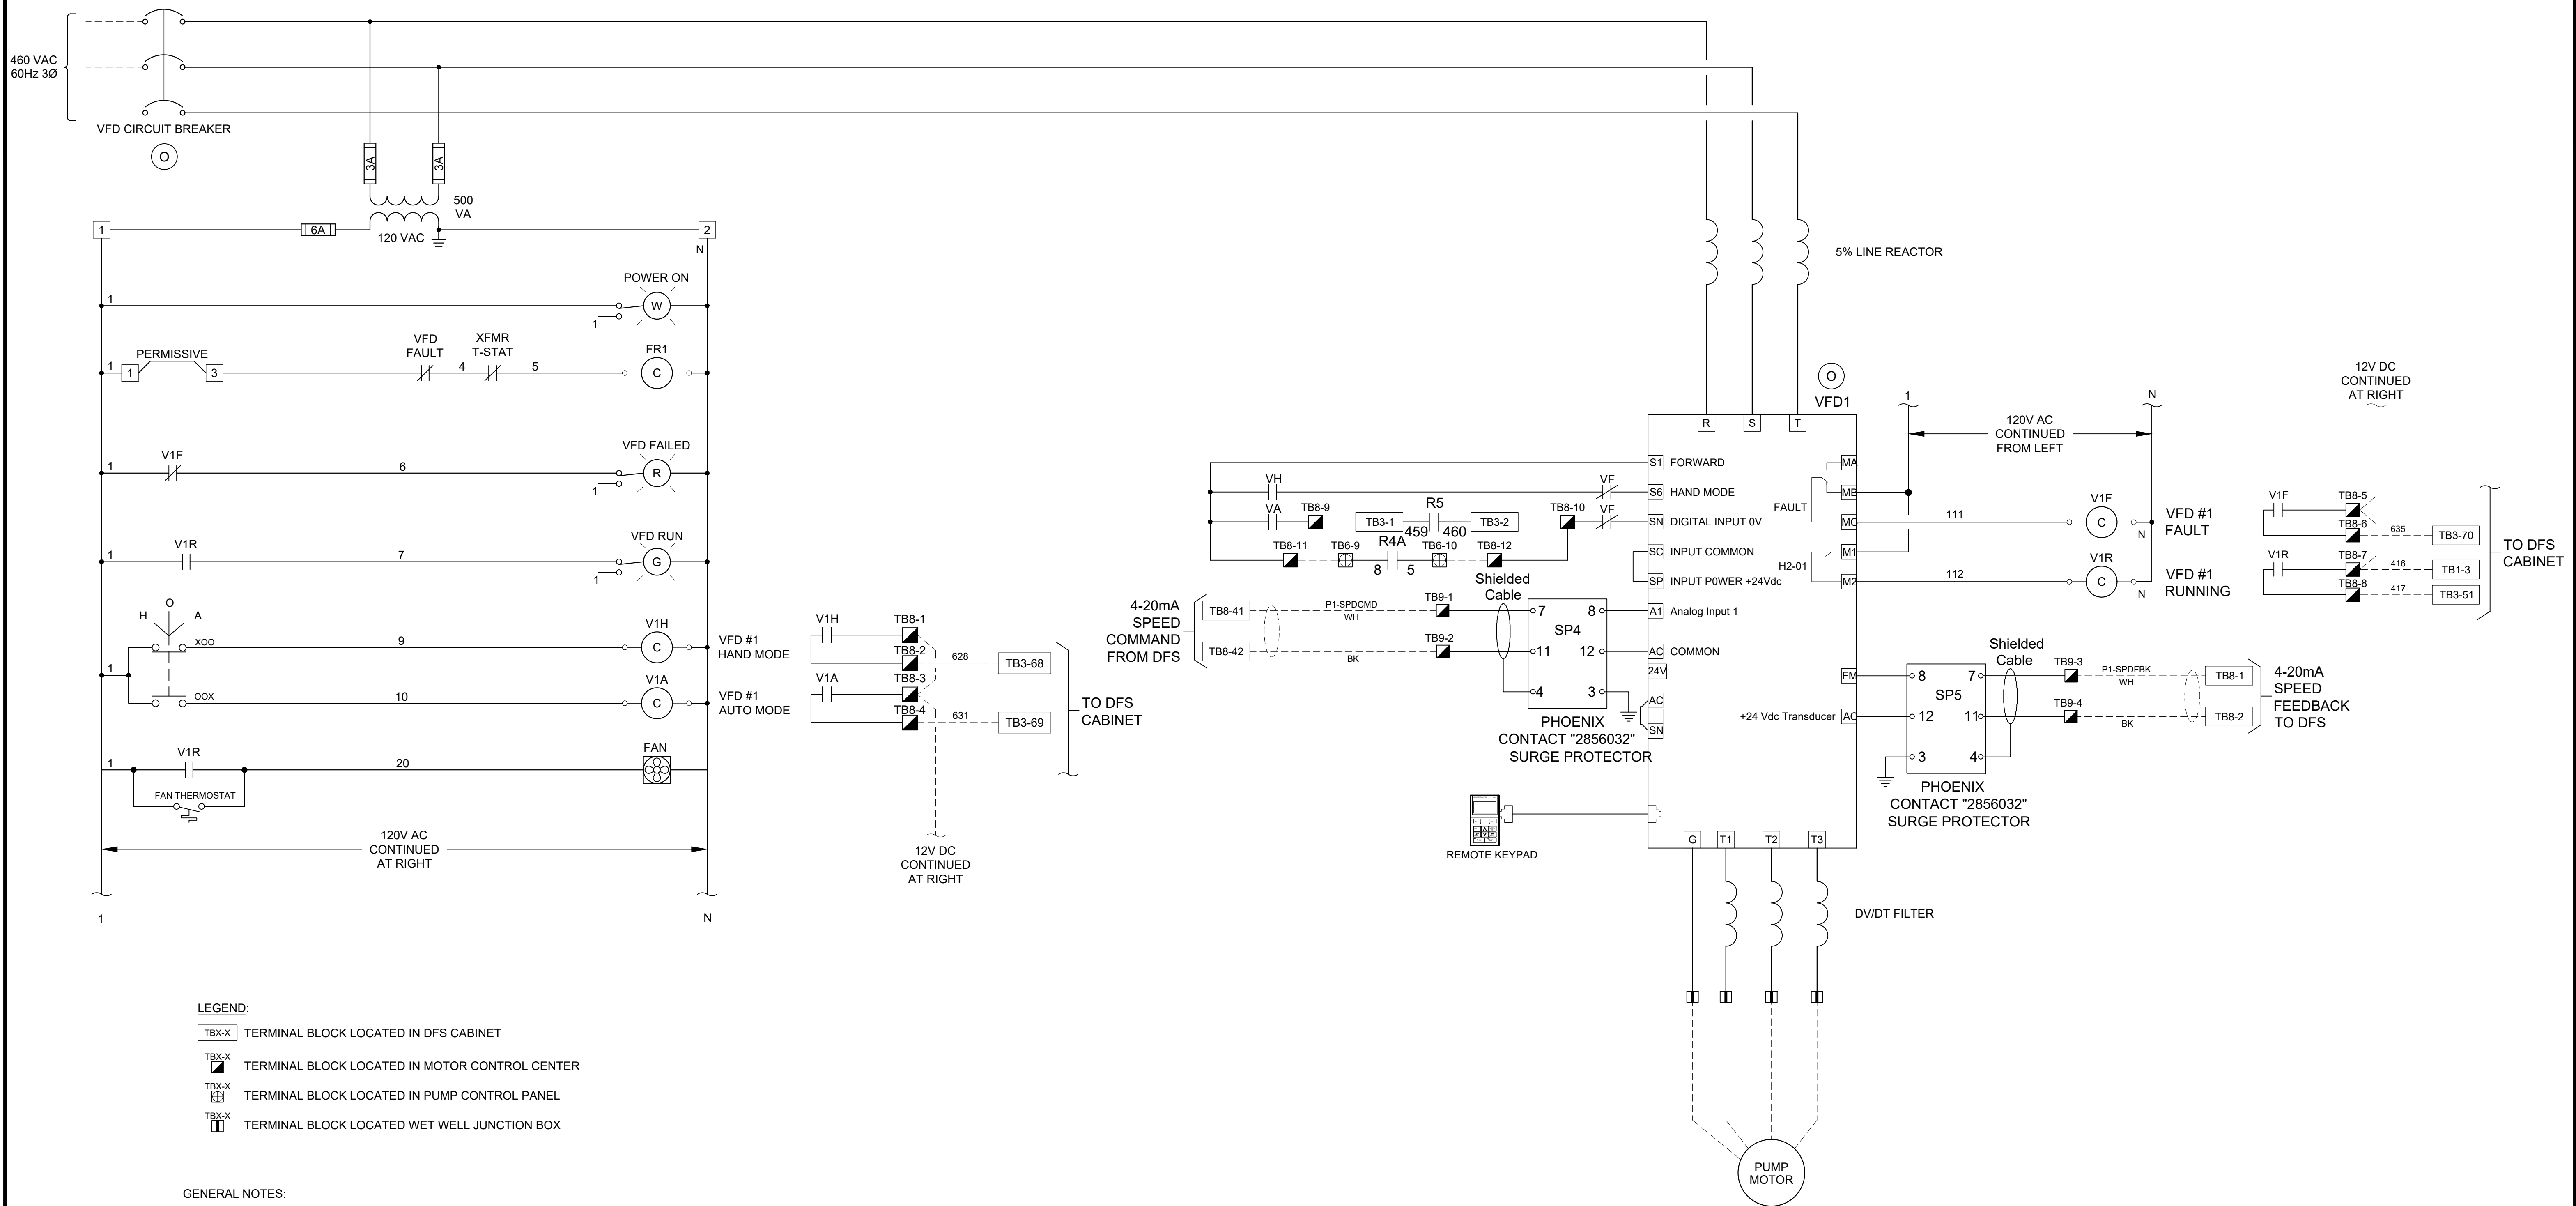 460 VAC
60Hz 3Ø
VFD CIRCUIT BREAKER
O
3A
3A
500
VA
1
6A
120 VAC
2
N
POWER ON
1
W
1
PERMISSIVE
1
1
3
VFD
FAULT
4
XFMR
T-STAT
5
FR1
C
VFD FAILED
V1F
1
6
R
1
VFD RUN
V1R
1
7
G
1
H
O
A
XOO
9
V1H
C
VFD #1
HAND MODE
1
OOX
10
V1A
C
VFD #1
AUTO MODE
V1R
1
20
FAN
FAN THERMOSTAT
120V AC
CONTINUED
AT RIGHT
1
N
V1H
TB8-1
TB8-2
628
TB3-68
V1A
TB8-3
TB8-4
631
TB3-69
TO DFS
CABINET
12V DC
CONTINUED
AT RIGHT
5% LINE REACTOR
O
VFD1
R
S
T
S1 FORWARD
VH
VF
S6 HAND MODE
VA
TB8-9
TB3-1
R5
459
460
TB3-2
TB8-10
VF
SN DIGITAL INPUT 0V
TB8-11
TB6-9
R4A
8
5
TB6-10
TB8-12
SC INPUT COMMON
SP INPUT P0WER +24Vdc
4-20mA
SPEED
COMMAND
FROM DFS
TB8-41
P1-SPDCMD
WH
TB9-1
Shielded
Cable
7
8
A1 Analog Input 1
SP4
TB8-42
BK
TB9-2
11
12
AC COMMON
24V
4
3
AC
SN
PHOENIX
CONTACT "2856032"
SURGE PROTECTOR
REMOTE KEYPAD
MA
MB
FAULT
MC
M1
H2-01
M2
FM
+24 Vdc Transducer
AC
1
N
120V AC
CONTINUED
FROM LEFT
111
V1F
C
N
VFD #1
FAULT
112
V1R
C
N
VFD #1
RUNNING
8
7
SP5
12
11
3
4
Shielded
Cable
TB9-3
P1-SPDFBK
WH
TB8-1
TB9-4
BK
TB8-2
4-20mA
SPEED
FEEDBACK
TO DFS
PHOENIX
CONTACT "2856032"
SURGE PROTECTOR
12V DC
CONTINUED
AT RIGHT
V1F
TB8-5
TB8-6
635
TB3-70
V1R
TB8-7
416
TB1-3
TB8-8
417
TB3-51
TO DFS
CABINET
G
T1
T2
T3
DV/DT FILTER
PUMP
MOTOR
LEGEND:
TBX-X TERMINAL BLOCK LOCATED IN DFS CABINET
TBX-X
TERMINAL BLOCK LOCATED IN MOTOR CONTROL CENTER
TBX-X
TERMINAL BLOCK LOCATED IN PUMP CONTROL PANEL
TBX-X
TERMINAL BLOCK LOCATED WET WELL JUNCTION BOX
GENERAL NOTES: